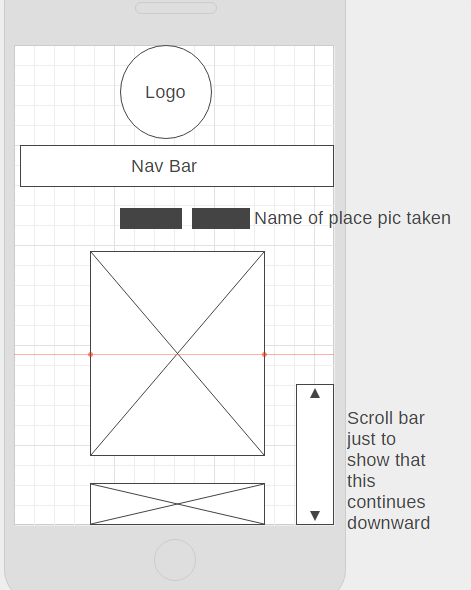 Logo
Nav Bar
Name of place pic taken
Scroll bar
just to
show that
this
continues
downward